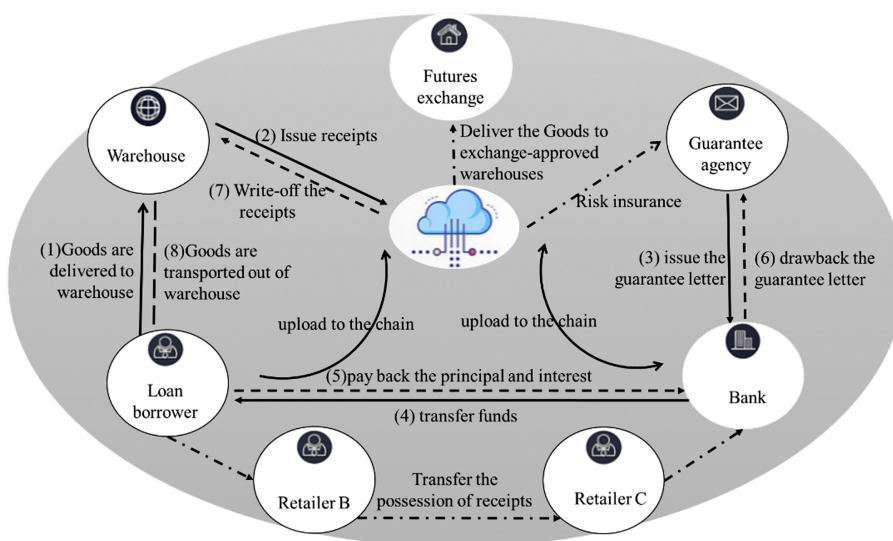 Futures
exchange
Warehouse
Guarantee
agency
(2) Issue receipts
Deliver the Goods to
exchange-approved
warehouses
(7) Write-off the
receipts
Risk insurance
(1)Goods are
delivered to
warehouse
(8)Goods are
transported out of
warehouse
(3) issue the
guarantee letter
(6) drawback the
guarantee letter
upload to the chain
upload to the chain
(5)pay back the principal and interest
Loan
borrower
Bank
(4) transfer funds
Retailer B
Transfer the
possession of receipts
Retailer C